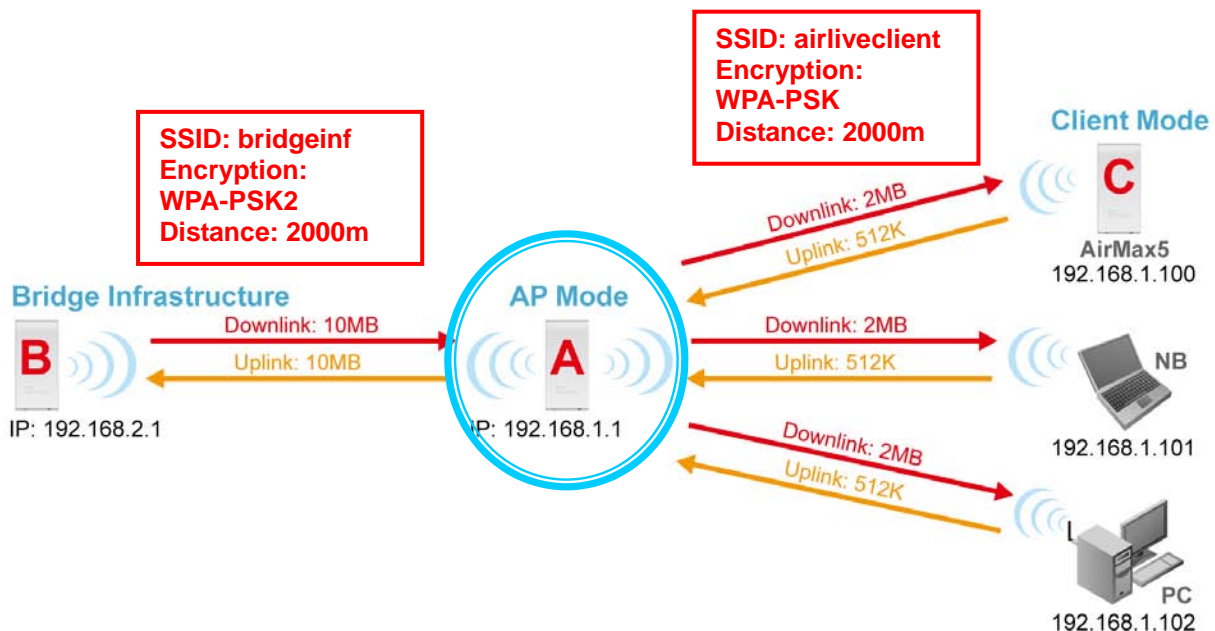 SSID: airliveclient
Encryption:
WPA-PSK
Distance: 2000m
SSID: bridgeinf
Encryption:
WPA-PSK2
Distance: 2000m
Client Mode
C
Downlink: 2MB
Uplink: 512K
AirMax5
192.168.1.100
Bridge Infrastructure
AP Mode
B
Downlink: 10MB
Uplink: 10MB
A
Downlink: 2MB
Uplink: 512K
NB
IP: 192.168.2.1
IP: 192.168.1.1
192.168.1.101
Downlink: 2MB
Uplink: 512K
L
PC
192.168.1.102